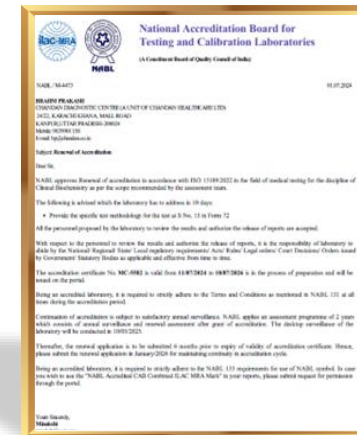 ilac-MRA
NABL
National Accreditation Board for
Testing and Calibration Laboratories
(A Constituent Board of Quality Council of India)
NABL / M-4473
01.07.2024
BRAHM PRAKASH
CHANDAN DIAGNOSTIC CENTRE (A UNIT OF CHANDAN HEALTHCARE LTD)
24/22, KARACHI KHANA, MALL ROAD
KANPUR, UTTAR PRADESH-208024
Subject: Renewal of Accreditation
Dear Sir,
NABL approves Renewal of accreditation in accordance with ISO 15189:2022 in the field of medical testing for the discipline of
Clinical Biochemistry as per the scope recommended by the assessment team.
The following is advised which the laboratory has to address in 10 days:
• Provide the specific test methodology for the test at S No. 13 in Form 72
All the personnel proposed by the laboratory to review the results and authorize the release of reports are accepted.
With respect to the personnel to review the results and authorize the release of reports, it is the responsibility of laboratory to
abide by the National/ Regional/ State/ Local regulatory requirements/ Acts/ Rules/ Legal orders/ Court Decisions/ Orders issued
by Government/ Statutory Bodies as applicable and effective from time to time.
The accreditation certificate No. is valid from 11/07/2024 to 10/07/2026 is in the process of preparation and will be
issued on the portal.
Being an accredited laboratory, it is required to strictly adhere to the Terms and Conditions as mentioned in NABL 131 at all
times during the accreditation period.
Continuation of accreditation is subject to satisfactory annual surveillance. NABL applies an assessment programme of 2 years
which consists of annual surveillance and renewal assessment after grant of accreditation. The desktop surveillance of the
laboratory will be conducted in
Thereafter, the renewal application is to be submitted 6 months prior to expiry of validity of accreditation certificate. Hence,
please submit the renewal application in for maintaining continuity in accreditation cycle.
Being an accredited laboratory, it is required to strictly adhere to NABL 133 requirements for use of NABL symbol. In case
you wish to use the "NABL Accredited CAB Combined ILAC MRA Mark" in your reports, please submit request for permission
through the portal.
Yours Sincerely,